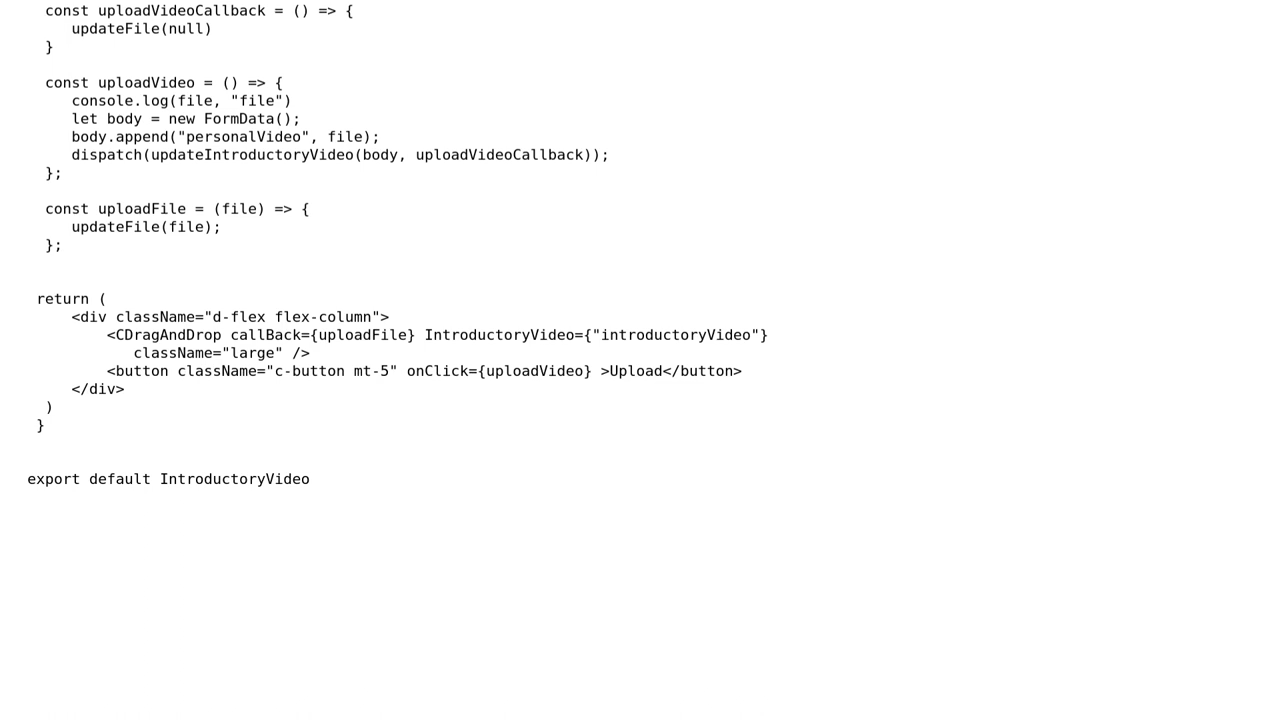 const uploadVideoCallback = () => {
updateFile(null)
}
const uploadVideo = () => {
console.log(file, "file")
let body = new FormData();
body.append("personalVideo", file);
dispatch(updateIntroductoryVideo(body, uploadVideoCallback));
};
const uploadFile = (file) => {
updateFile(file);
};
return (
<div className="d-flex flex-column">
<CDragAndDrop callBack={uploadFile} IntroductoryVideo={"introductoryVideo"}
className="large" />
<button className="c-button mt-5" onClick={uploadVideo} >Upload</button>
</div>
)
}
export default IntroductoryVideo